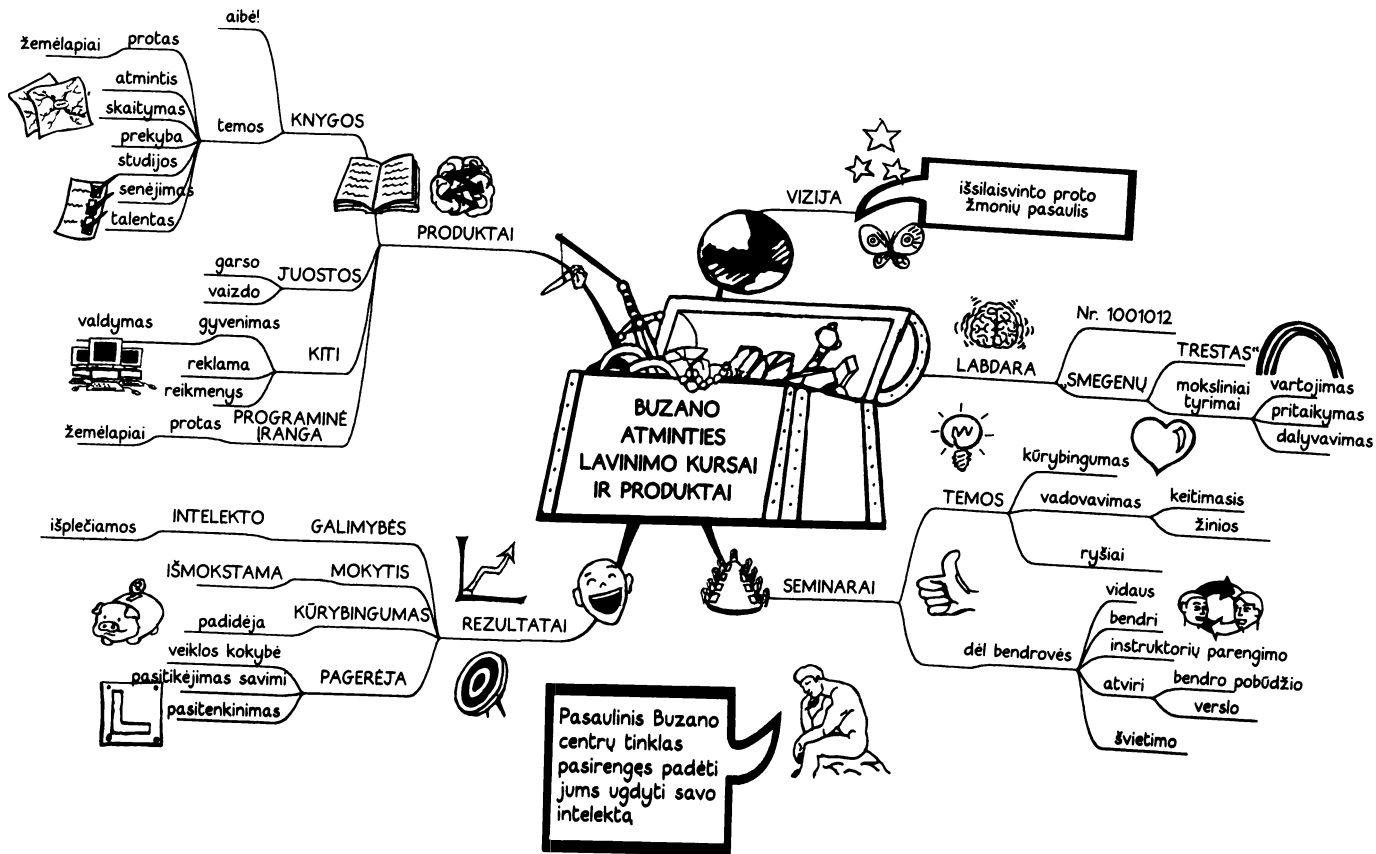 aibė!
žemėlapiai
protas
atmintis
skaitymas
prekyba
studijos
senėjimas
talentas
temos
KNYGOS
PRODUKTAI
garso
vaizdo
JUOSTOS
valdymas
gyvenimas
reklama
reikmenys
KITI
žemėlapiai
protas
PROGRAMINĖ
ĮRANGA
VIZIJA
išsilaisvinto proto
žmonių pasaulis
LABDARA
Nr. 1001012
„SMEGENŲ
TRESTAS“
moksliniai
tyrimai
vartojimas
pritaikymas
dalyvavimas
BUZANO
ATMINTIES
LAVINIMO KURSAI
IR PRODUKTAI
išplečiamos
INTELEKTO
GALIMYBĖS
IŠMOKSTAMA
MOKYTIS
padidėja
KŪRYBINGUMAS
veiklos kokybė
pasitikėjimas savimi
pasitenkinimas
PAGERĖJA
REZULTATAI
SEMINARAI
TEMOS
kūrybingumas
vadovavimas
keitimasis
žinios
ryšiai
dėl bendrovės
vidaus
bendri
instruktorių parengimo
atviri
bendro pobūdžio
verslo
švietimo
Pasaulinis Buzano
centrų tinklas
pasirengęs padėti
jums ugdyti savo
intelektą